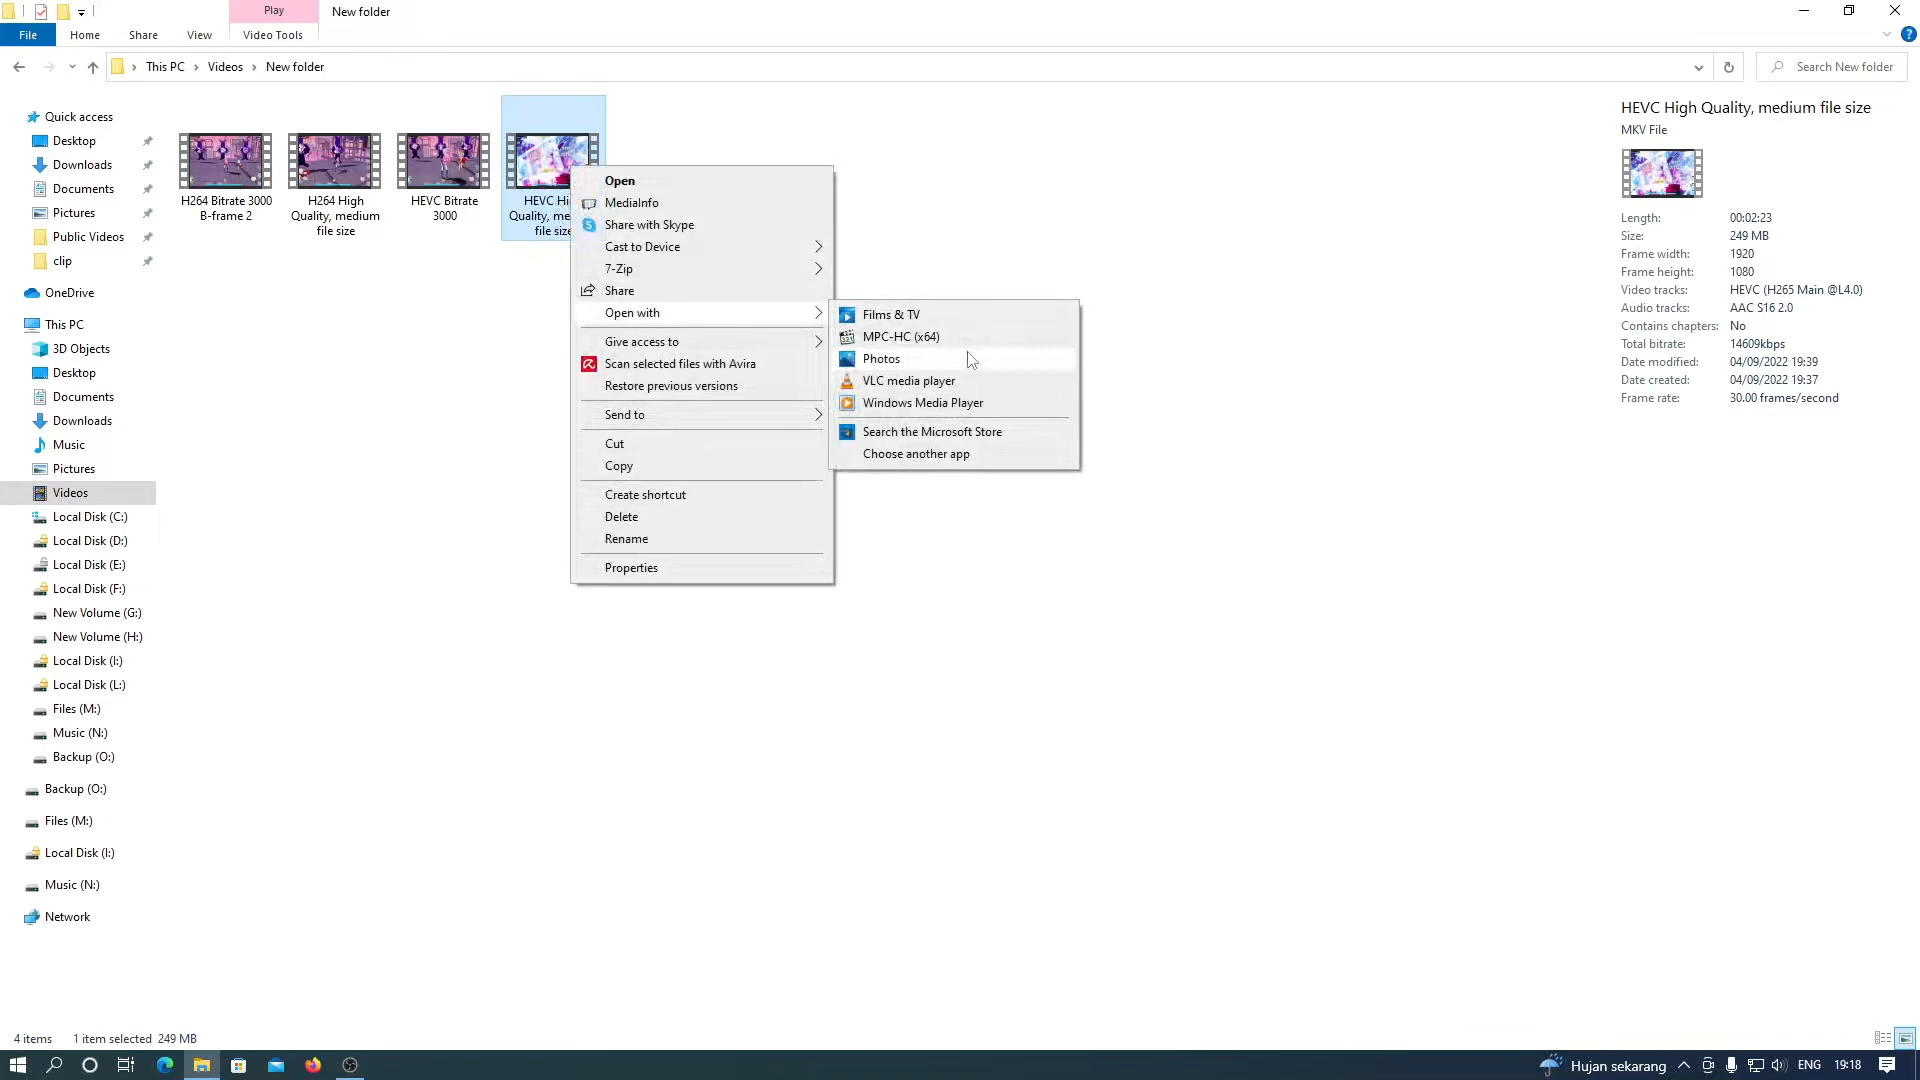 Play
New folder
File
Home
Share
View
Video Tools
This PC
Videos
New folder
Search New folder
Quick access
Desktop
Downloads
Documents
Pictures
Public Videos
clip
OneDrive
This PC
3D Objects
Desktop
Documents
Downloads
Music
Pictures
Videos
Local Disk (C:)
Local Disk (D:)
Local Disk (E:)
Local Disk (F:)
New Volume (G:)
New Volume (H:)
Local Disk (I:)
Local Disk (L:)
Files (M:)
Music (N:)
Backup (O:)
Backup (O:)
Files (M:)
Local Disk (I:)
Music (N:)
Network
H264 Bitrate 3000
B-frame 2
H264 High
Quality, medium
file size
HEVC Bitrate
3000
HEVC Hi
Quality, me
file size
Open
MediaInfo
Share with Skype
Cast to Device
7-Zip
Share
Open with
Give access to
Scan selected files with Avira
Restore previous versions
Send to
Cut
Copy
Create shortcut
Delete
Rename
Properties
Films & TV
MPC-HC (x64)
Photos
VLC media player
Windows Media Player
Search the Microsoft Store
Choose another app
HEVC High Quality, medium file size
MKV File
Length: 00:02:23
Size: 249 MB
Frame width: 1920
Frame height: 1080
Video tracks: HEVC (H265 Main @L4.0)
Audio tracks: AAC S16 2.0
Contains chapters: No
Total bitrate: 14609kbps
Date modified: 04/09/2022 19:39
Date created: 04/09/2022 19:37
Frame rate: 30.00 frames/second
4 items
1 item selected 249 MB
Hujan sekarang
ENG
19:18